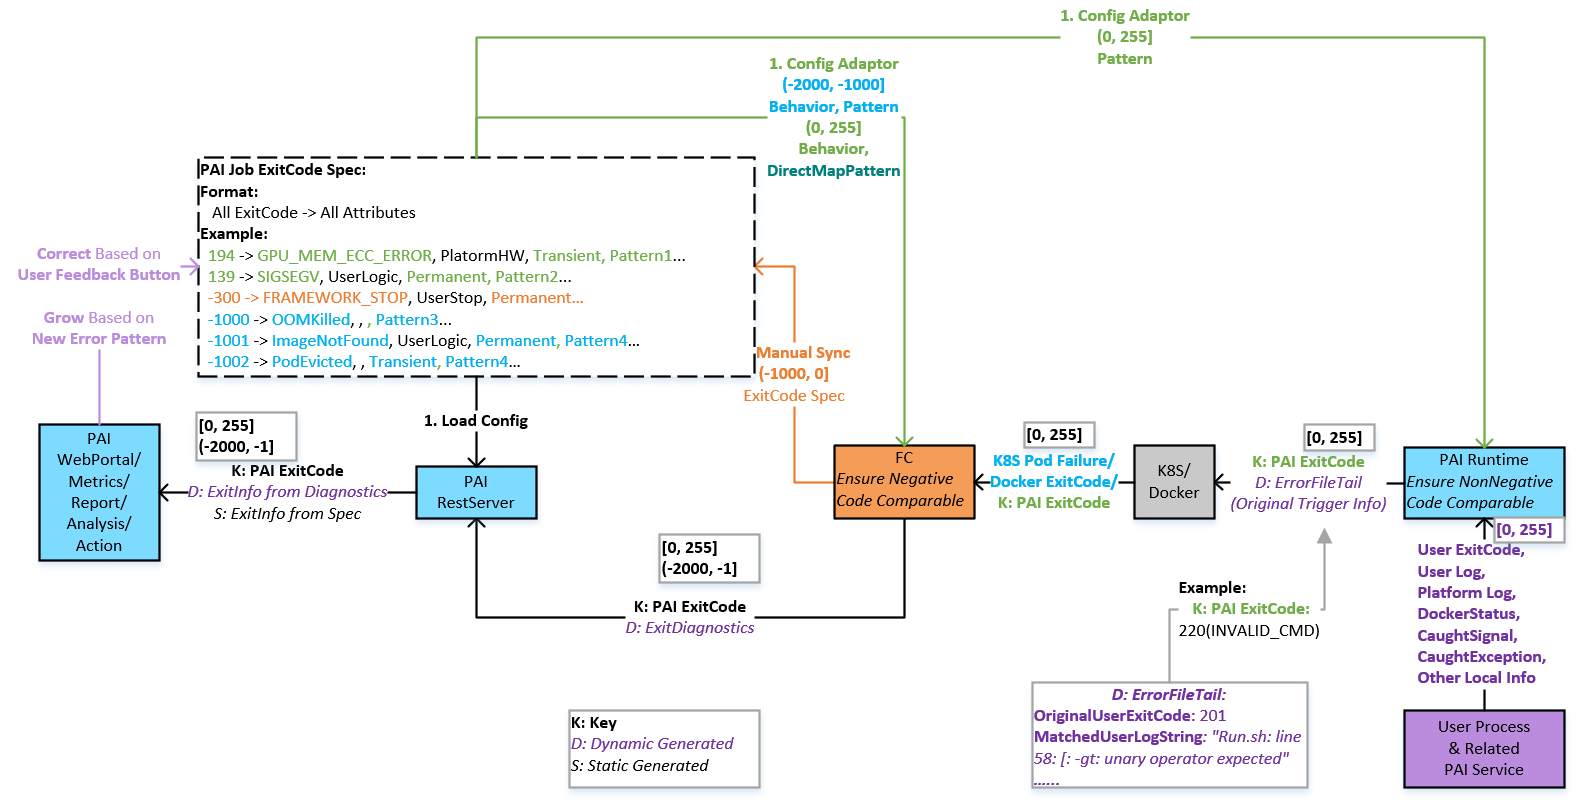 1. Config Adaptor
(0, 255]
Pattern
1. Config Adaptor
(-2000, -1000]
Behavior, Pattern
(0, 255]
Behavior,
DirectMapPattern
PAI Job ExitCode Spec:
Format:
All ExitCode -> All Attributes
Example:
194 -> GPU_MEM_ECC_ERROR, PlatormHW, Transient, Pattern1...
139 -> SIGSEGV, UserLogic, Permanent, Pattern2...
-300 -> FRAMEWORK_STOP, UserStop, Permanent...
-1000 -> OOMKilled, , , Pattern3...
-1001 -> ImageNotFound, UserLogic, Permanent, Pattern4...
-1002 -> PodEvicted, , Transient, Pattern4...
Correct Based on
User Feedback Button
Grow Based on
New Error Pattern
Manual Sync
(-1000, 0]
ExitCode Spec
1. Load Config
[0, 255]
(-2000, -1]
K: PAI ExitCode
D: ExitInfo from Diagnostics
S: ExitInfo from Spec
PAI
WebPortal/
Metrics/
Report/
Analysis/
Action
PAI
RestServer
FC
Ensure Negative
Code Comparable
[0, 255]
K8S Pod Failure/
Docker ExitCode/
K: PAI ExitCode
K8S/
Docker
[0, 255]
K: PAI ExitCode
D: ErrorFileTail
(Original Trigger Info)
PAI Runtime
Ensure NonNegative
Code Comparable
[0, 255]
User ExitCode,
User Log,
Platform Log,
DockerStatus,
CaughtSignal,
CaughtException,
Other Local Info
[0, 255]
(-2000, -1]
K: PAI ExitCode
D: ExitDiagnostics
Example:
K: PAI ExitCode:
220(INVALID_CMD)
D: ErrorFileTail:
OriginalUserExitCode: 201
MatchedUserLogString: "Run.sh: line
58: [: -gt: unary operator expected"
......
K: Key
D: Dynamic Generated
S: Static Generated
User Process
& Related
PAI Service